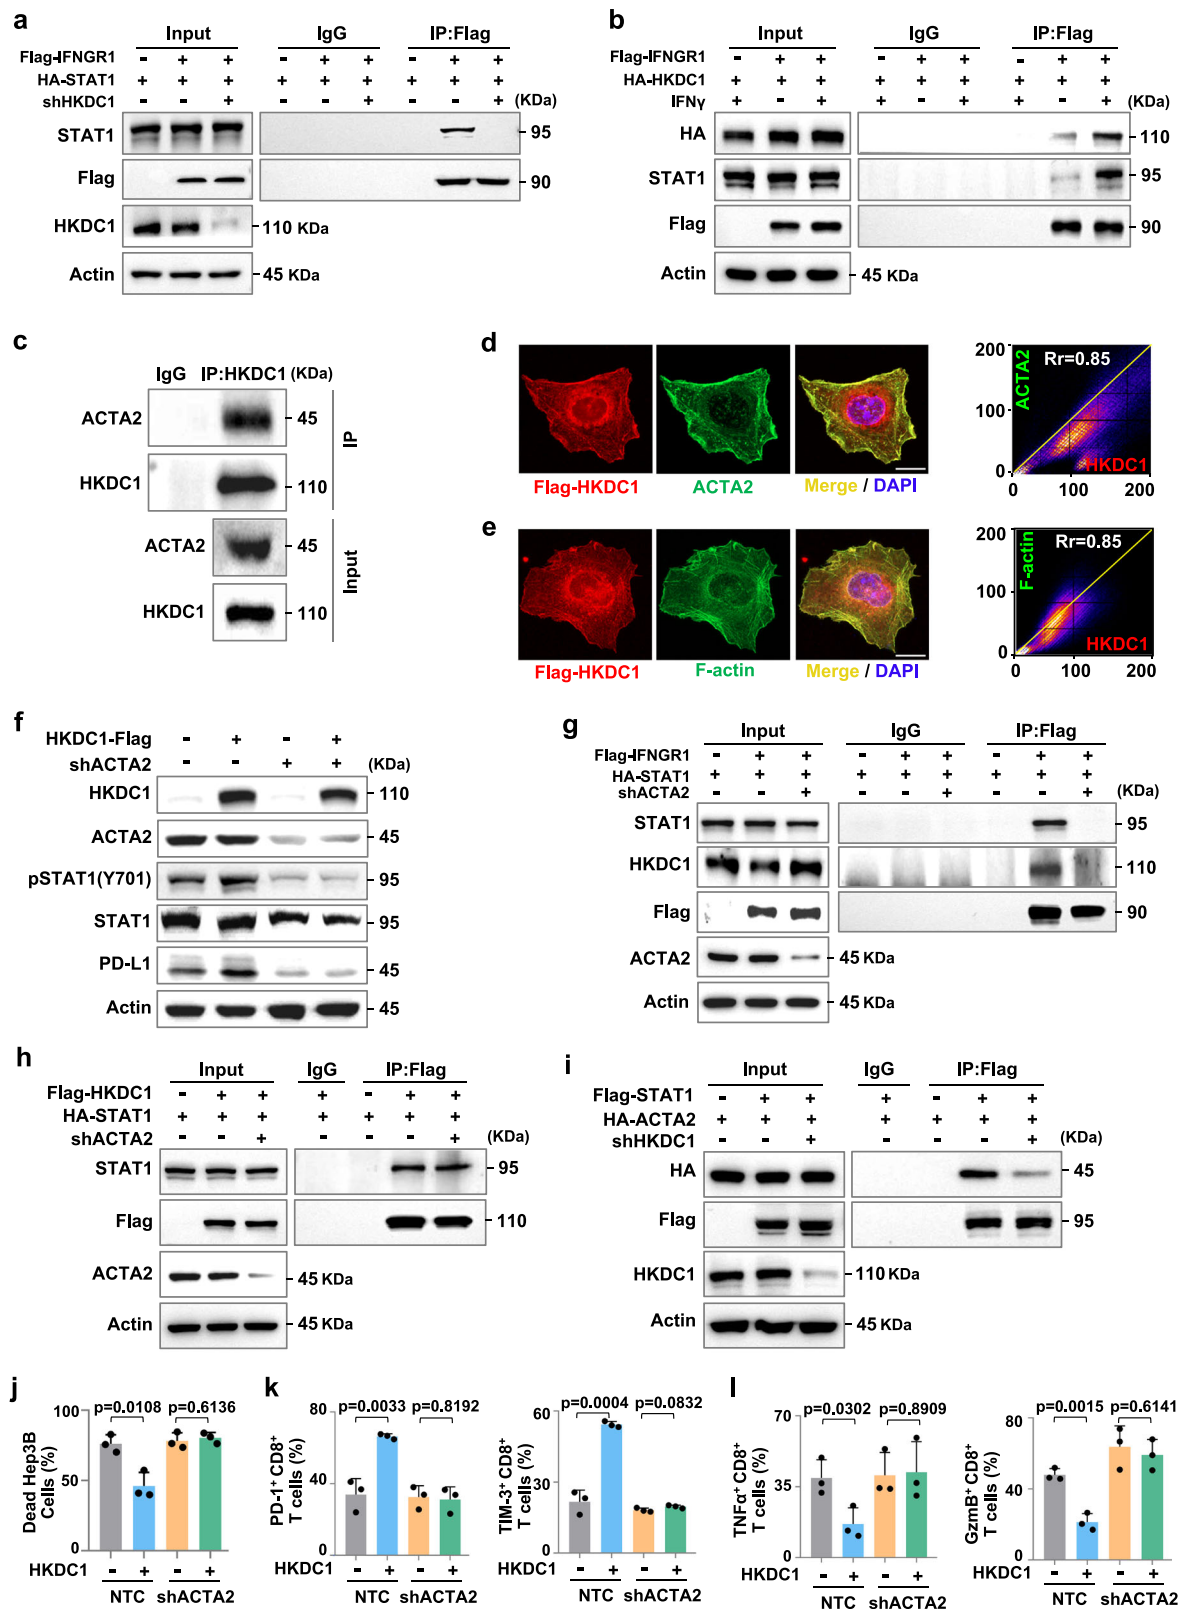 a
Input IgG IP:Flag
Flag-IFNGR1 - + + - + + - + +
HA-STAT1 + + + + + + + + +
shHKDC1 - - + - - + - - + (KDa)
STAT1 95
Flag 90
HKDC1 110 KDa
Actin 45 KDa
b
Input IgG IP:Flag
Flag-IFNGR1 - + + - + + - + +
HA-HKDC1 + + + + + + + + +
IFNγ + - + + - + + - + (KDa)
HA 110
STAT1 95
Flag 90
Actin 45 KDa
c
IgG IP:HKDC1 (KDa)
ACTA2 45
HKDC1 110
IP
ACTA2 45
HKDC1 110
Input
d
Flag-HKDC1 ACTA2 Merge / DAPI
200
100
0
ACTA2
Rr=0.85
HKDC1
0 100 200
e
Flag-HKDC1 F-actin Merge / DAPI
200
100
0
F-actin
Rr=0.85
HKDC1
0 100 200
f
HKDC1-Flag - + - +
shACTA2 - - + + (KDa)
HKDC1 110
ACTA2 45
pSTAT1(Y701) 95
STAT1 95
PD-L1 45
Actin 45
g
Input IgG IP:Flag
Flag-IFNGR1 - + + - + + - + +
HA-STAT1 + + + + + + + + +
shACTA2 - - + - - + - - + (KDa)
STAT1 95
HKDC1 110
Flag 90
ACTA2 45 KDa
Actin 45 KDa
h
Input IgG IP:Flag
Flag-HKDC1 - + + + - + +
HA-STAT1 + + + + + + +
shACTA2 - - + - - - + (KDa)
STAT1 95
Flag 110
ACTA2 45 KDa
Actin 45 KDa
i
Input IgG IP:Flag
Flag-STAT1 - + + + - + +
HA-ACTA2 + + + + + + +
shHKDC1 - - + - - - + (KDa)
HA 45
Flag 95
HKDC1 110 KDa
Actin 45 KDa
j
p=0.0108 p=0.6136
Dead Hep3B
Cells (%)
100
50
0
HKDC1 - + - +
NTC shACTA2
k
p=0.0033 p=0.8192
PD-1⁺ CD8⁺
T cells (%)
80
40
0
HKDC1 - + - +
NTC shACTA2
p=0.0004 p=0.0832
TIM-3⁺ CD8⁺
T cells (%)
60
30
0
HKDC1 - + - +
NTC shACTA2
l
p=0.0302 p=0.8909
TNFα⁺ CD8⁺
T cells (%)
80
40
0
HKDC1 - + - +
NTC shACTA2
p=0.0015 p=0.6141
GzmB⁺ CD8⁺
T cells (%)
80
40
0
HKDC1 - + - +
NTC shACTA2